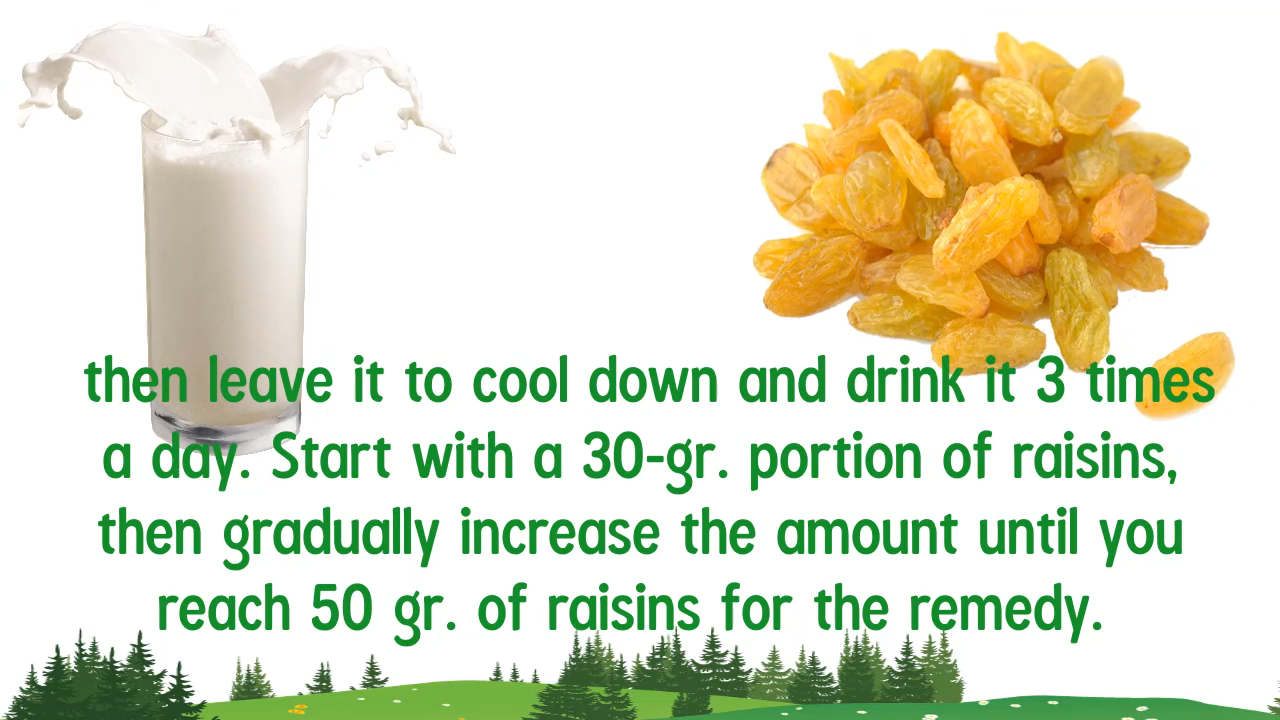 then leave it to cool down and drink it 3 times
a day. Start with a 30-gr. portion of raisins,
then gradually increase the amount until you
reach 50 gr. of raisins for the remedy.